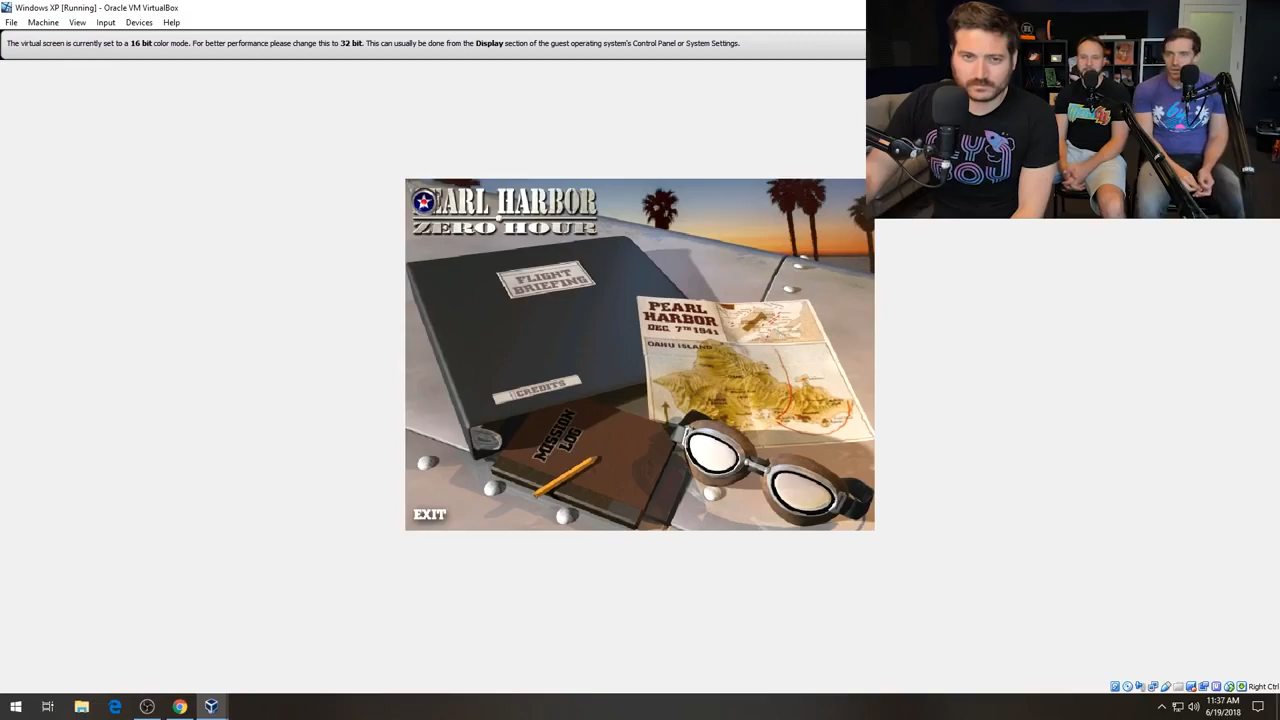 Windows XP [Running] - Oracle VM VirtualBox
File Machine View Input Devices Help
The virtual screen is currently set to a 16 bit color mode. For better performance please change this to 32 bit. This can usually be done from the Display section of the guest operating system's Control Panel or System Settings.
PEARL HARBOR
ZERO HOUR
FLIGHT
BRIEFING
CREDITS
PEARL
HARBOR
DEC. 7TH 1941
OAHU ISLAND
MISSION
LOG
EXIT
Right Ctrl
11:37 AM
6/19/2018